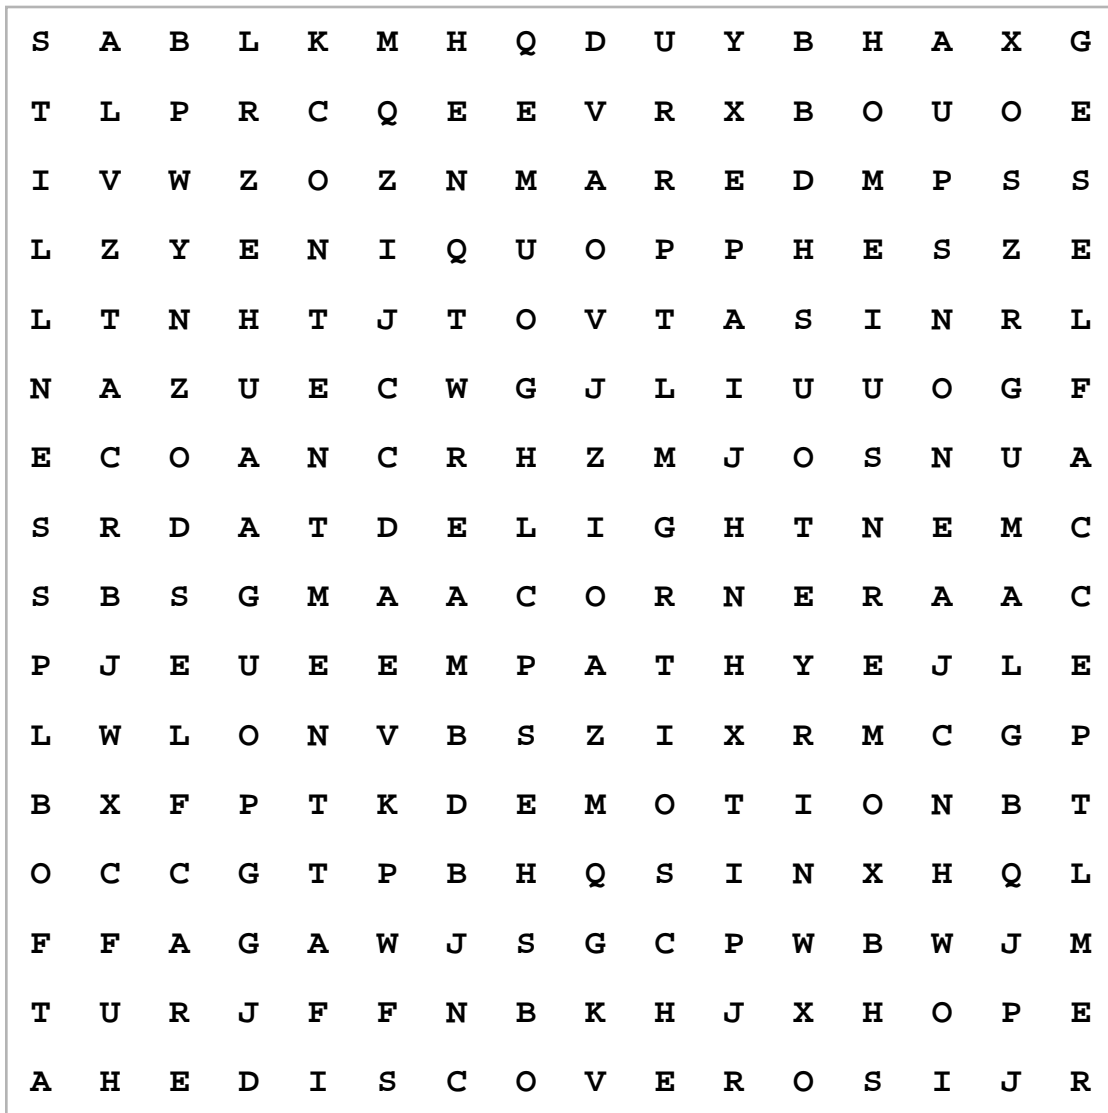 S A B L K M H Q D U Y B H A X G
T L P R C Q E E V R X B O U O E
I V W Z O Z N M A R E D M P S S
L Z Y E N I Q U O P P H E S Z E
L T N H T J T O V T A S I N R L
N A Z U E C W G J L I U U O G F
E C O A N C R H Z M J O S N U A
S R D A T D E L I G H T N E M C
S B S G M A A C O R N E R A A C
P J E U E E M P A T H Y E J L E
L W L O N V B S Z I X R M C G P
B X F P T K D E M O T I O N B T
O C C G T P B H Q S I N X H Q L
F F A G A W J S G C P W B W J M
T U R J F F N B K H J X H O P E
A H E D I S C O V E R O S I J R